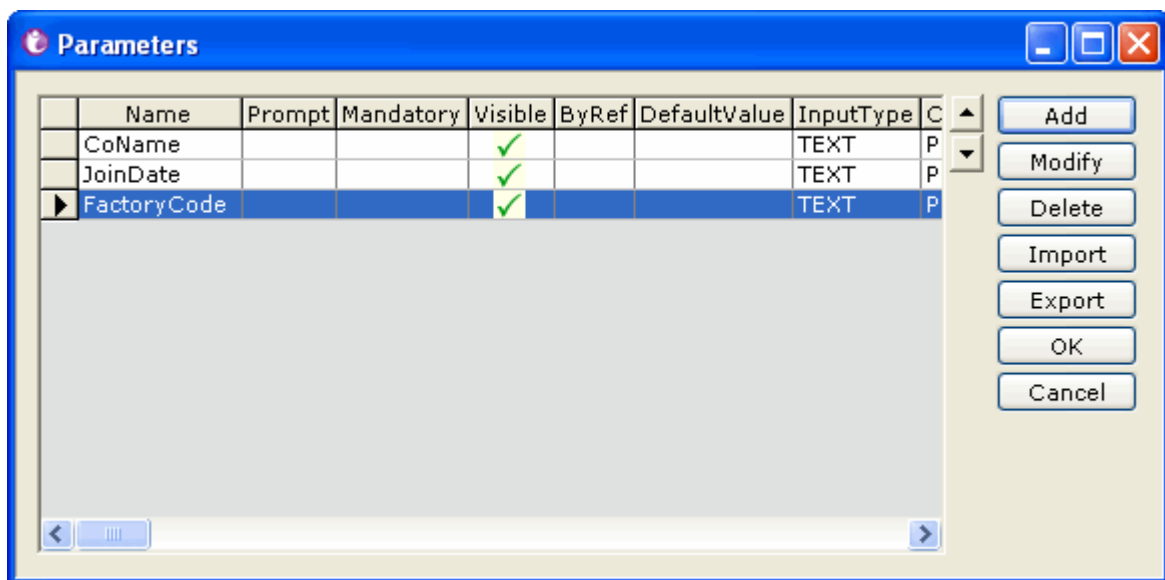 Parameters
Name Prompt Mandatory Visible ByRef DefaultValue InputType C
CoName TEXT P
JoinDate TEXT P
FactoryCode TEXT P
Add
Modify
Delete
Import
Export
OK
Cancel